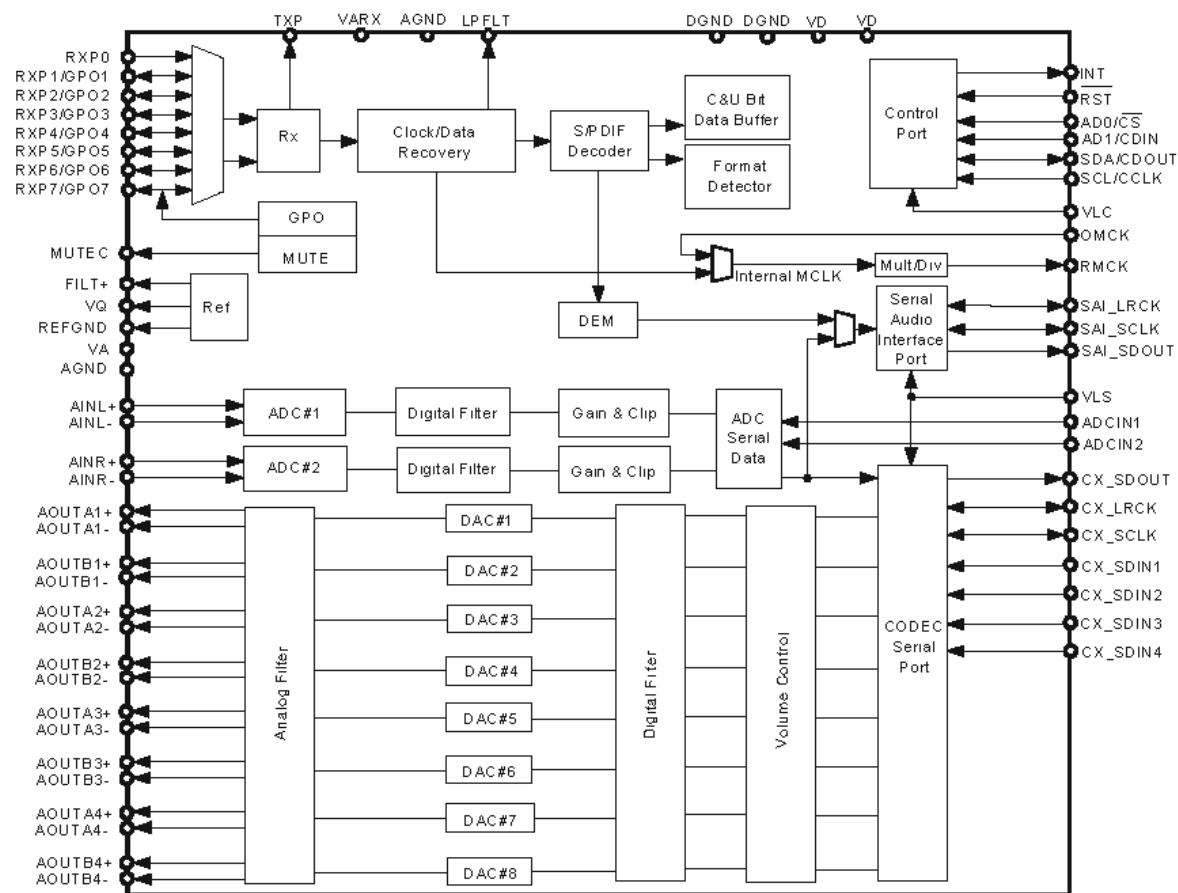 TXP VARX AGND LPFLT DGND DGND VD VD
RXP0
RXP1/GPO1
RXP2/GPO2
RXP3/GPO3
RXP4/GPO4
RXP5/GPO5
RXP6/GPO6
RXP7/GPO7
Rx
Clock/Data
Recovery
S/PDIF
Decoder
C&U Bit
Data Buffer
Format
Detector
Control
Port
INT
RST
AD0/CS
AD1/CDIN
SDA/CDOUT
SCL/CCLK
VLC
OMCK
RMCK
GPO
MUTE
MUTEC
FILT+
VQ
REFGND
VA
AGND
Ref
Internal MCLK
Mult/Div
DEM
Serial
Audio
Interface
Port
SAI_LRCK
SAI_SCLK
SAI_SDOUT
VLS
ADCIN1
ADCIN2
AINL+
AINL-
AINR+
AINR-
ADC#1
Digital Filter
Gain & Clip
ADC#2
Digital Filter
Gain & Clip
ADC
Serial
Data
CX_SDOUT
CX_LRCK
CX_SCLK
CX_SDIN1
CX_SDIN2
CX_SDIN3
CX_SDIN4
CODEC
Serial
Port
AOUTA1+
AOUTA1-
AOUTB1+
AOUTB1-
AOUTA2+
AOUTA2-
AOUTB2+
AOUTB2-
AOUTA3+
AOUTA3-
AOUTB3+
AOUTB3-
AOUTA4+
AOUTA4-
AOUTB4+
AOUTB4-
Analog Filter
DAC#1
DAC#2
DAC#3
DAC#4
DAC#5
DAC#6
DAC#7
DAC#8
Digital Filter
Volume Control